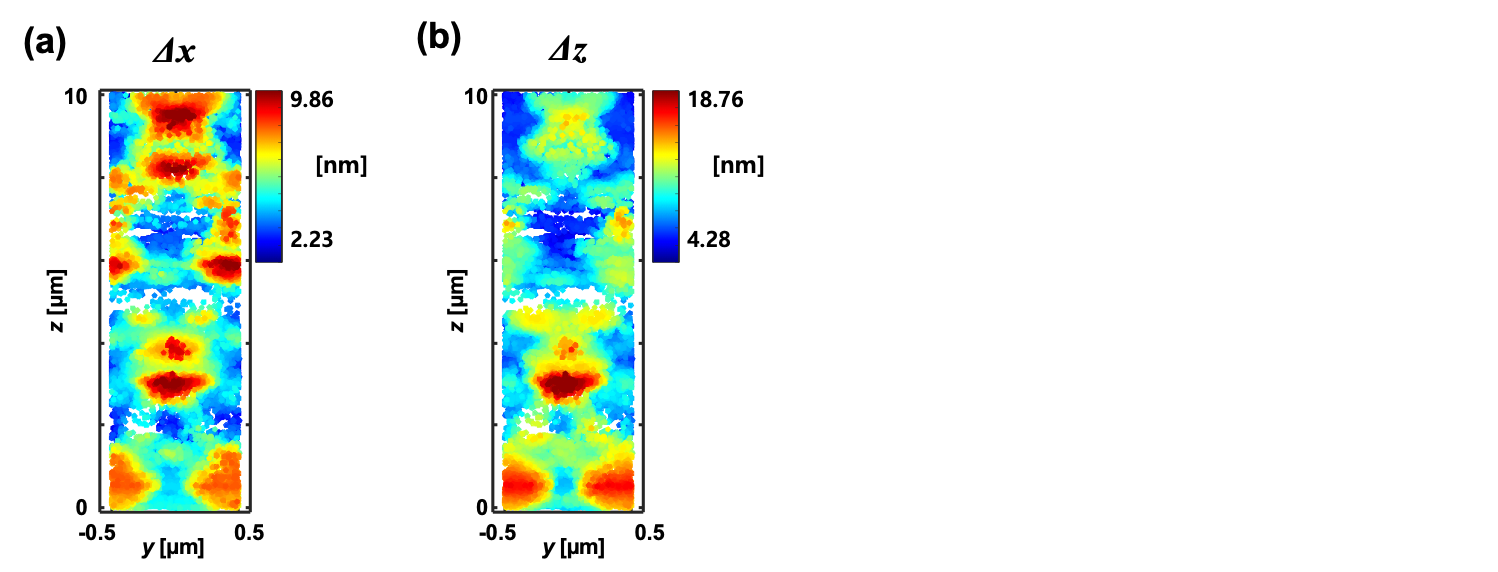 (a)
Δx
10
0
z [µm]
-0.5
0.5
y [µm]
9.86
[nm]
2.23
(b)
Δz
10
0
z [µm]
-0.5
0.5
y [µm]
18.76
[nm]
4.28